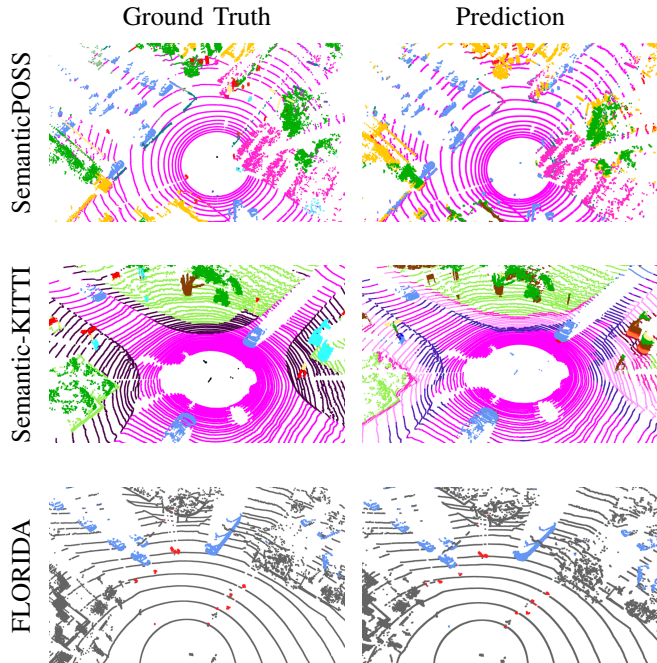 Ground Truth
Prediction
SemanticPOSS
Semantic-KITTI
FLORIDA